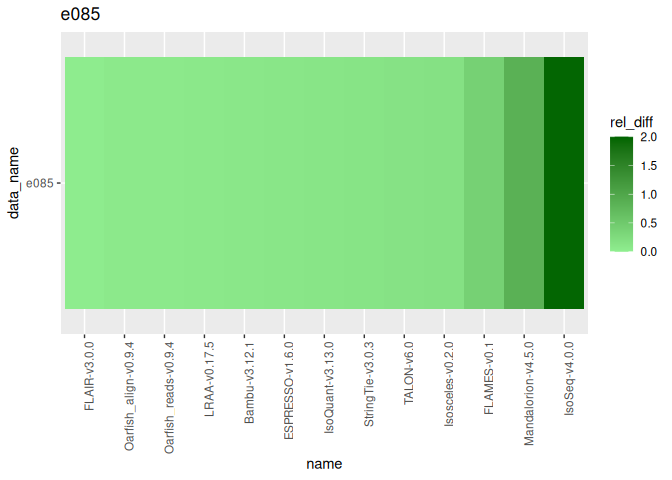 e085
data_name
e085
rel_diff
2.0
1.5
1.0
0.5
0.0
FLAIR-v3.0.0
Oarfish_align-v0.9.4
Oarfish_reads-v0.9.4
LRAA-v0.17.5
Bambu-v3.12.1
ESPRESSO-v1.6.0
IsoQuant-v3.13.0
StringTie-v3.0.3
TALON-v6.0
Isosceles-v0.2.0
FLAMES-v0.1
Mandalorion-v4.5.0
IsoSeq-v4.0.0
name